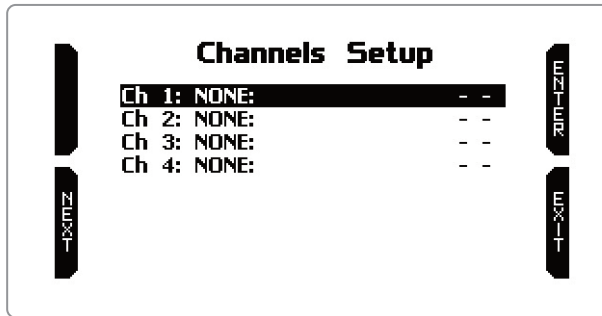 Channels Setup
Ch 1: NONE: - -
Ch 2: NONE: - -
Ch 3: NONE: - -
Ch 4: NONE: - -
ENTER
NEXT
EXIT